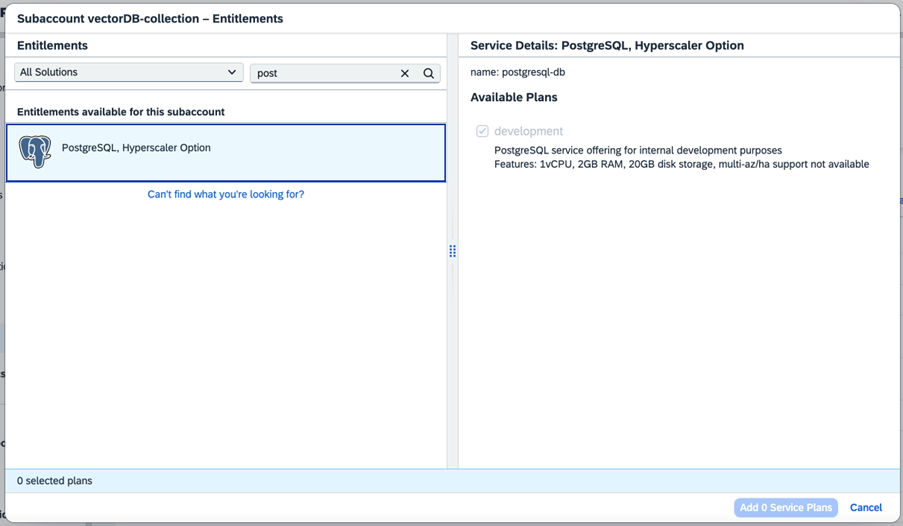 Subaccount vectorDB-collection – Entitlements
Entitlements
All Solutions
post
Entitlements available for this subaccount
PostgreSQL, Hyperscaler Option
Can't find what you're looking for?
Service Details: PostgreSQL, Hyperscaler Option
name: postgresql-db
Available Plans
development
PostgreSQL service offering for internal development purposes
Features: 1vCPU, 2GB RAM, 20GB disk storage, multi-az/ha support not available
0 selected plans
Add 0 Service Plans
Cancel